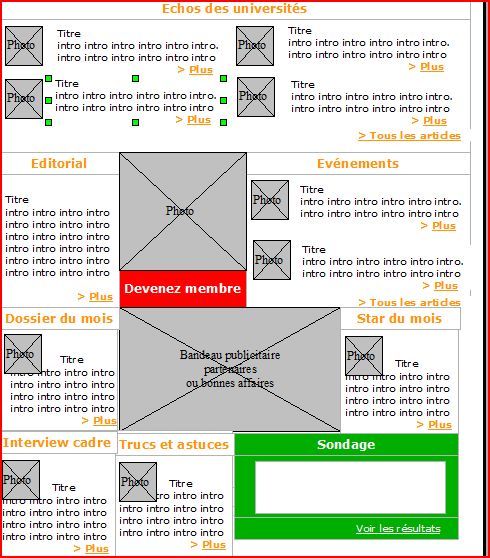 Echos des universités
Photo
Titre
intro intro intro intro intro intro.
intro intro intro intro intro intro
> Plus
Photo
Titre
intro intro intro intro intro intro.
intro intro intro intro intro intro
> Plus
Photo
Titre
intro intro intro intro intro intro.
intro intro intro intro intro intro
> Plus
Photo
Titre
intro intro intro intro intro intro.
intro intro intro intro intro intro
> Plus
> Tous les articles
Editorial
Titre
intro intro intro intro
intro intro intro intro
intro intro intro intro
intro intro intro intro
intro intro intro intro
> Plus
Photo
Devenez membre
Evénements
Photo
Titre
intro intro intro intro intro intro.
intro intro intro intro intro intro
> Plus
Photo
Titre
intro intro intro intro intro intro.
intro intro intro intro intro intro
> Plus
> Tous les articles
Dossier du mois
Photo
Titre
intro intro intro intro
intro intro intro intro
intro intro intro intro
intro intro intro intro
> Plus
Bandeau publicitaire
partenaires
ou bonnes affaires
Star du mois
Photo
Titre
intro intro intro intro
intro intro intro intro
intro intro intro intro
intro intro intro intro
> Plus
Interview cadre
Photo
Titre
intro intro intro intro
intro intro intro intro
intro intro intro intro
intro intro intro intro
> Plus
Trucs et astuces
Photo
Titre
intro intro intro
intro intro intro intro
intro intro intro intro
intro intro intro intro
> Plus
Sondage
Voir les résultats